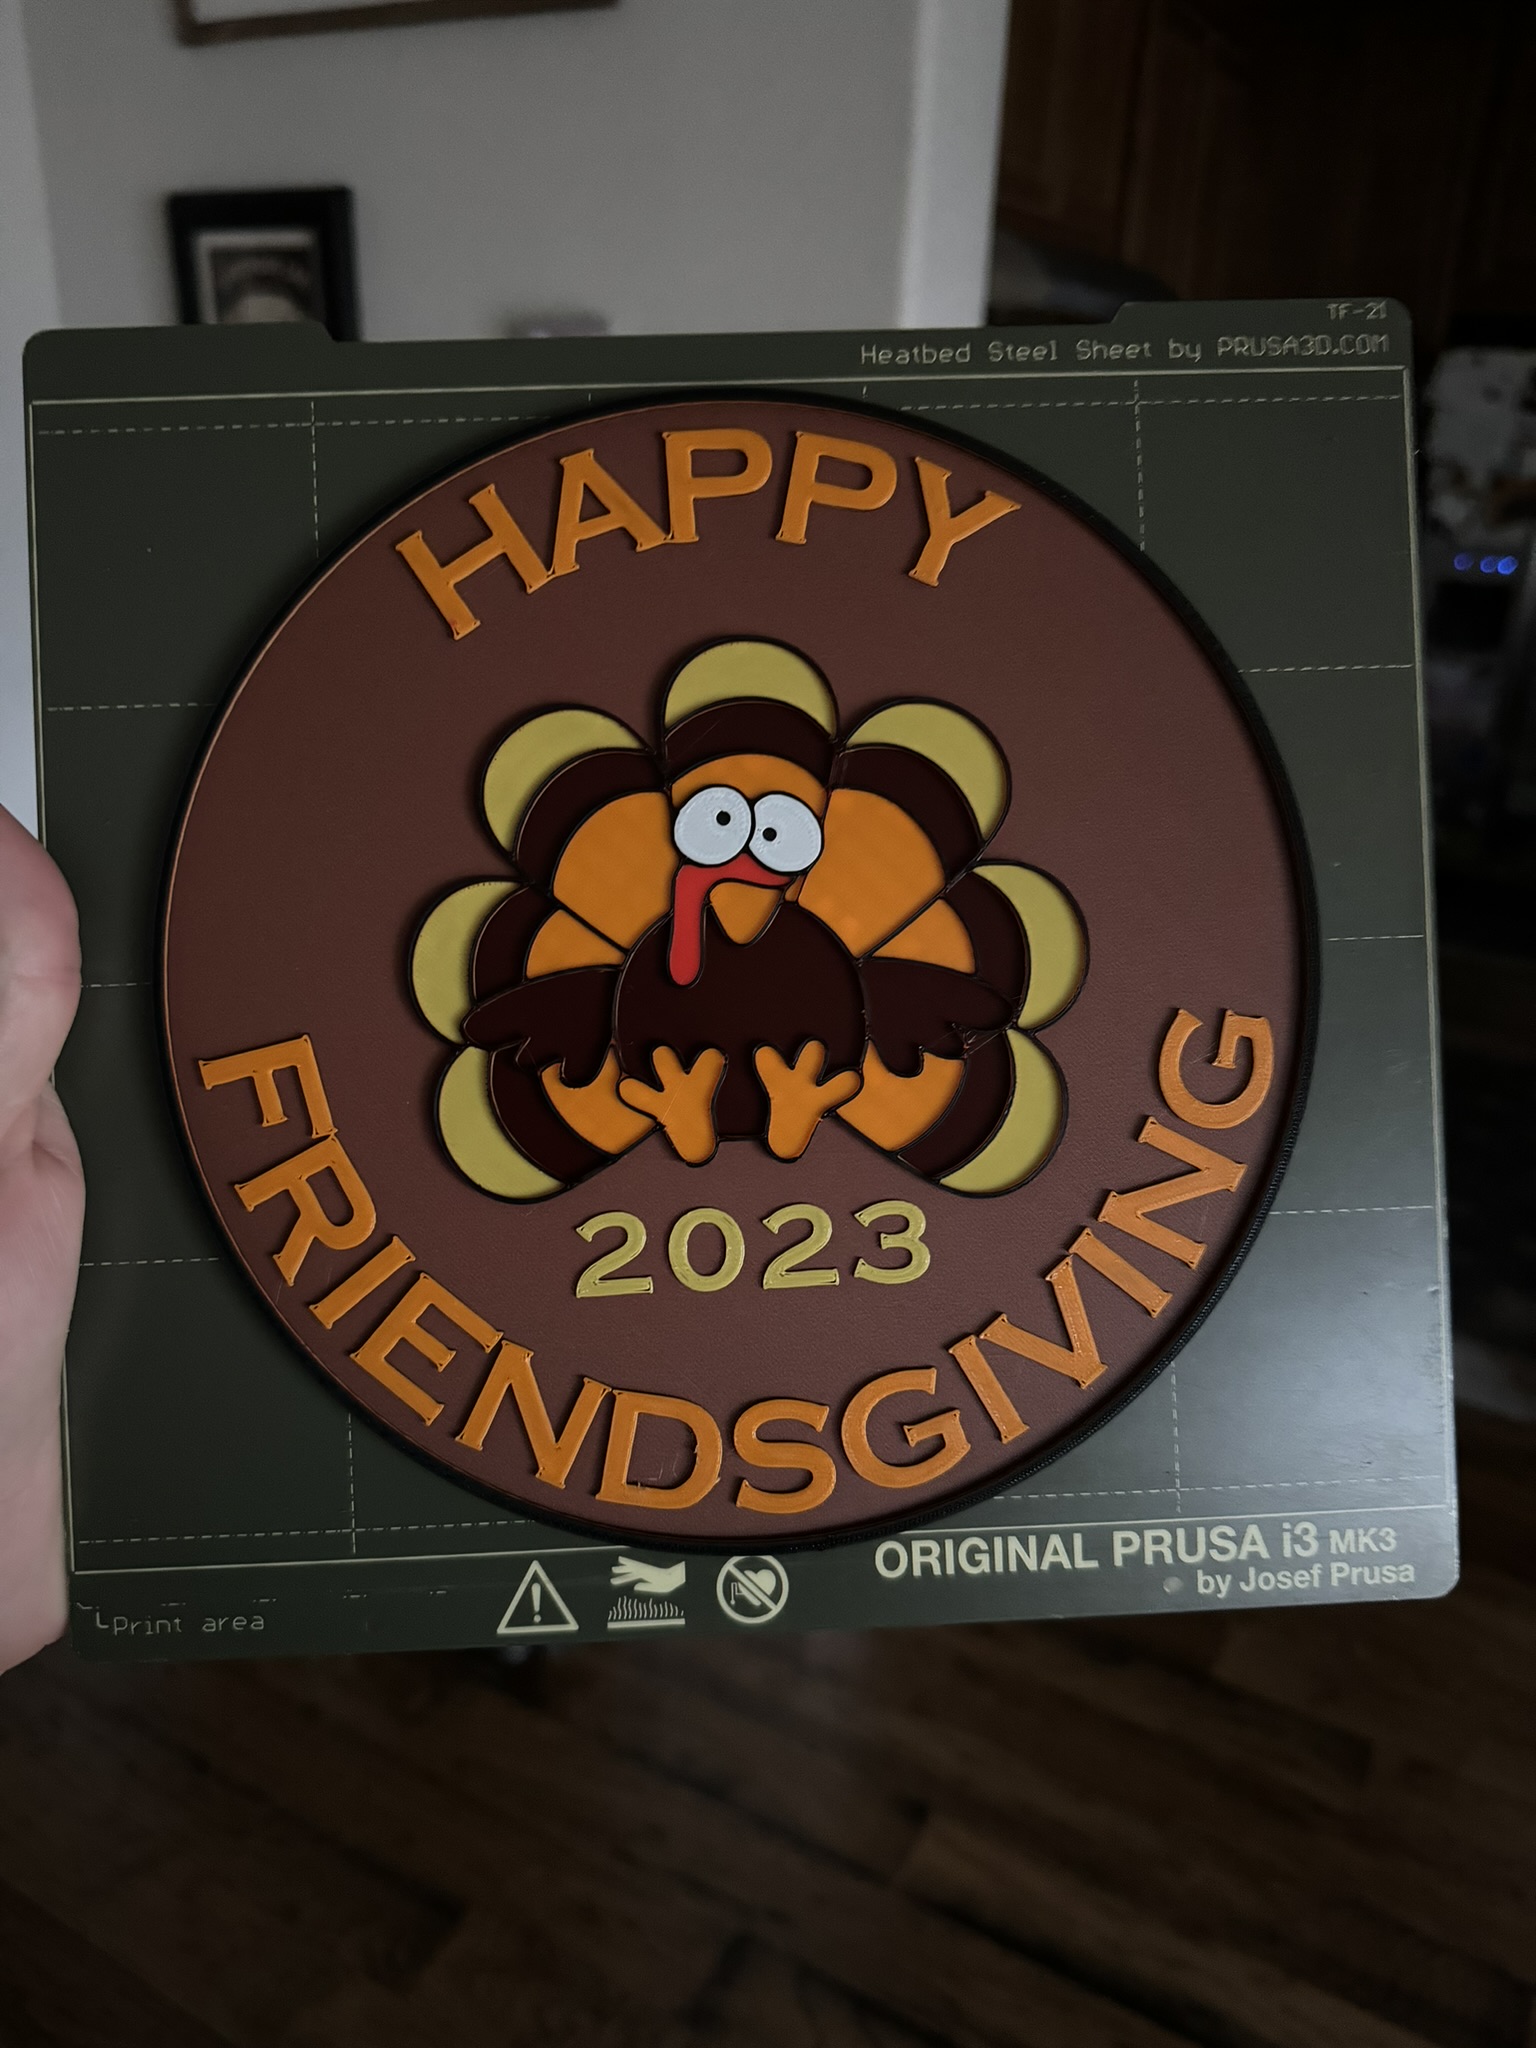 TF-21
Heatbed Steel Sheet by PRUSA3D.COM
HAPPY
2023
FRIENDSGIVING
ORIGINAL PRUSA i3 MK3
by Josef Prusa
Print area